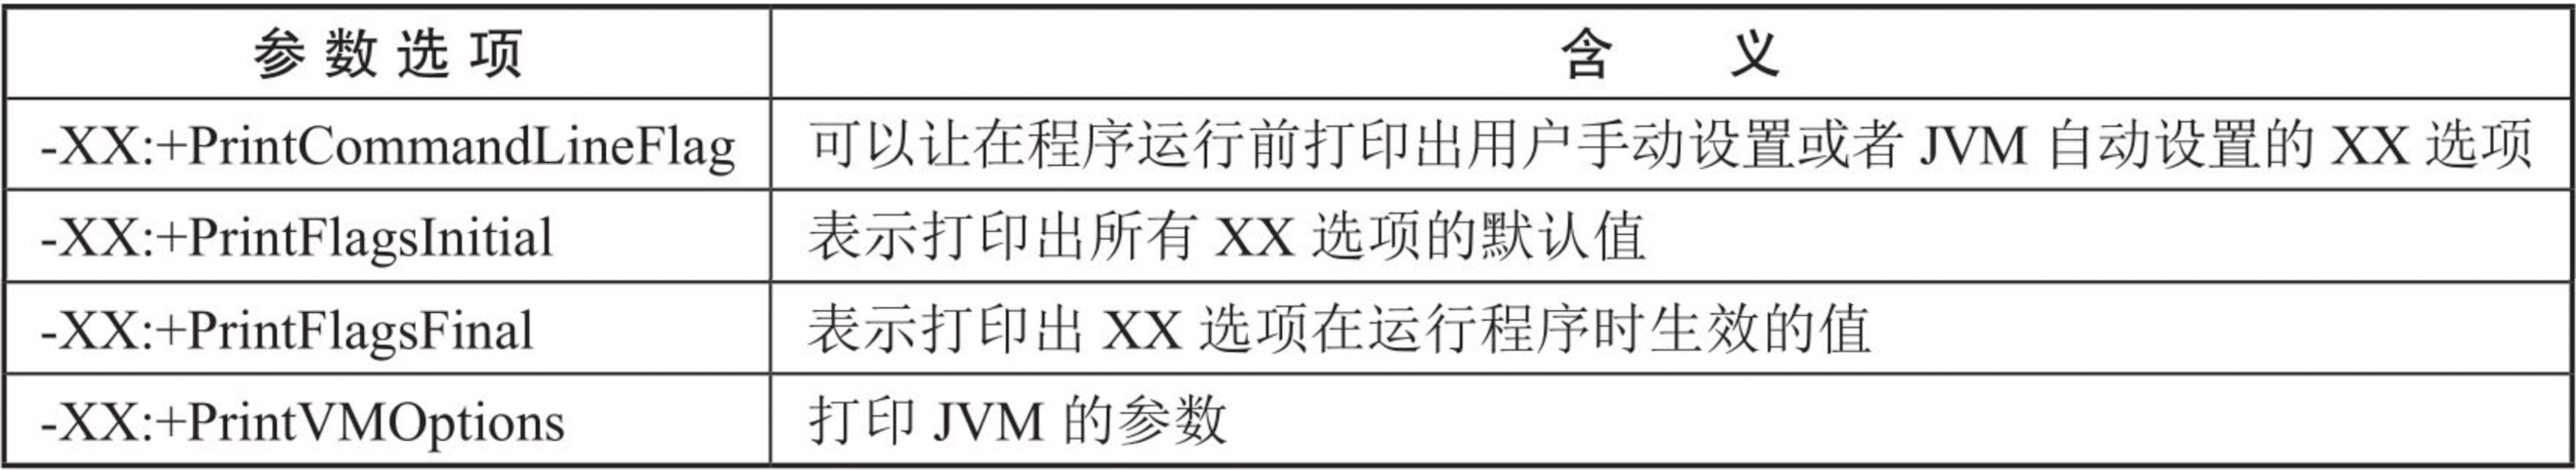 参数选项 含义
-XX:+PrintCommandLineFlag 可以让在程序运行前打印出用户手动设置或者 JVM 自动设置的 XX 选项
-XX:+PrintFlagsInitial 表示打印出所有 XX 选项的默认值
-XX:+PrintFlagsFinal 表示打印出 XX 选项在运行程序时生效的值
-XX:+PrintVMOptions 打印 JVM 的参数